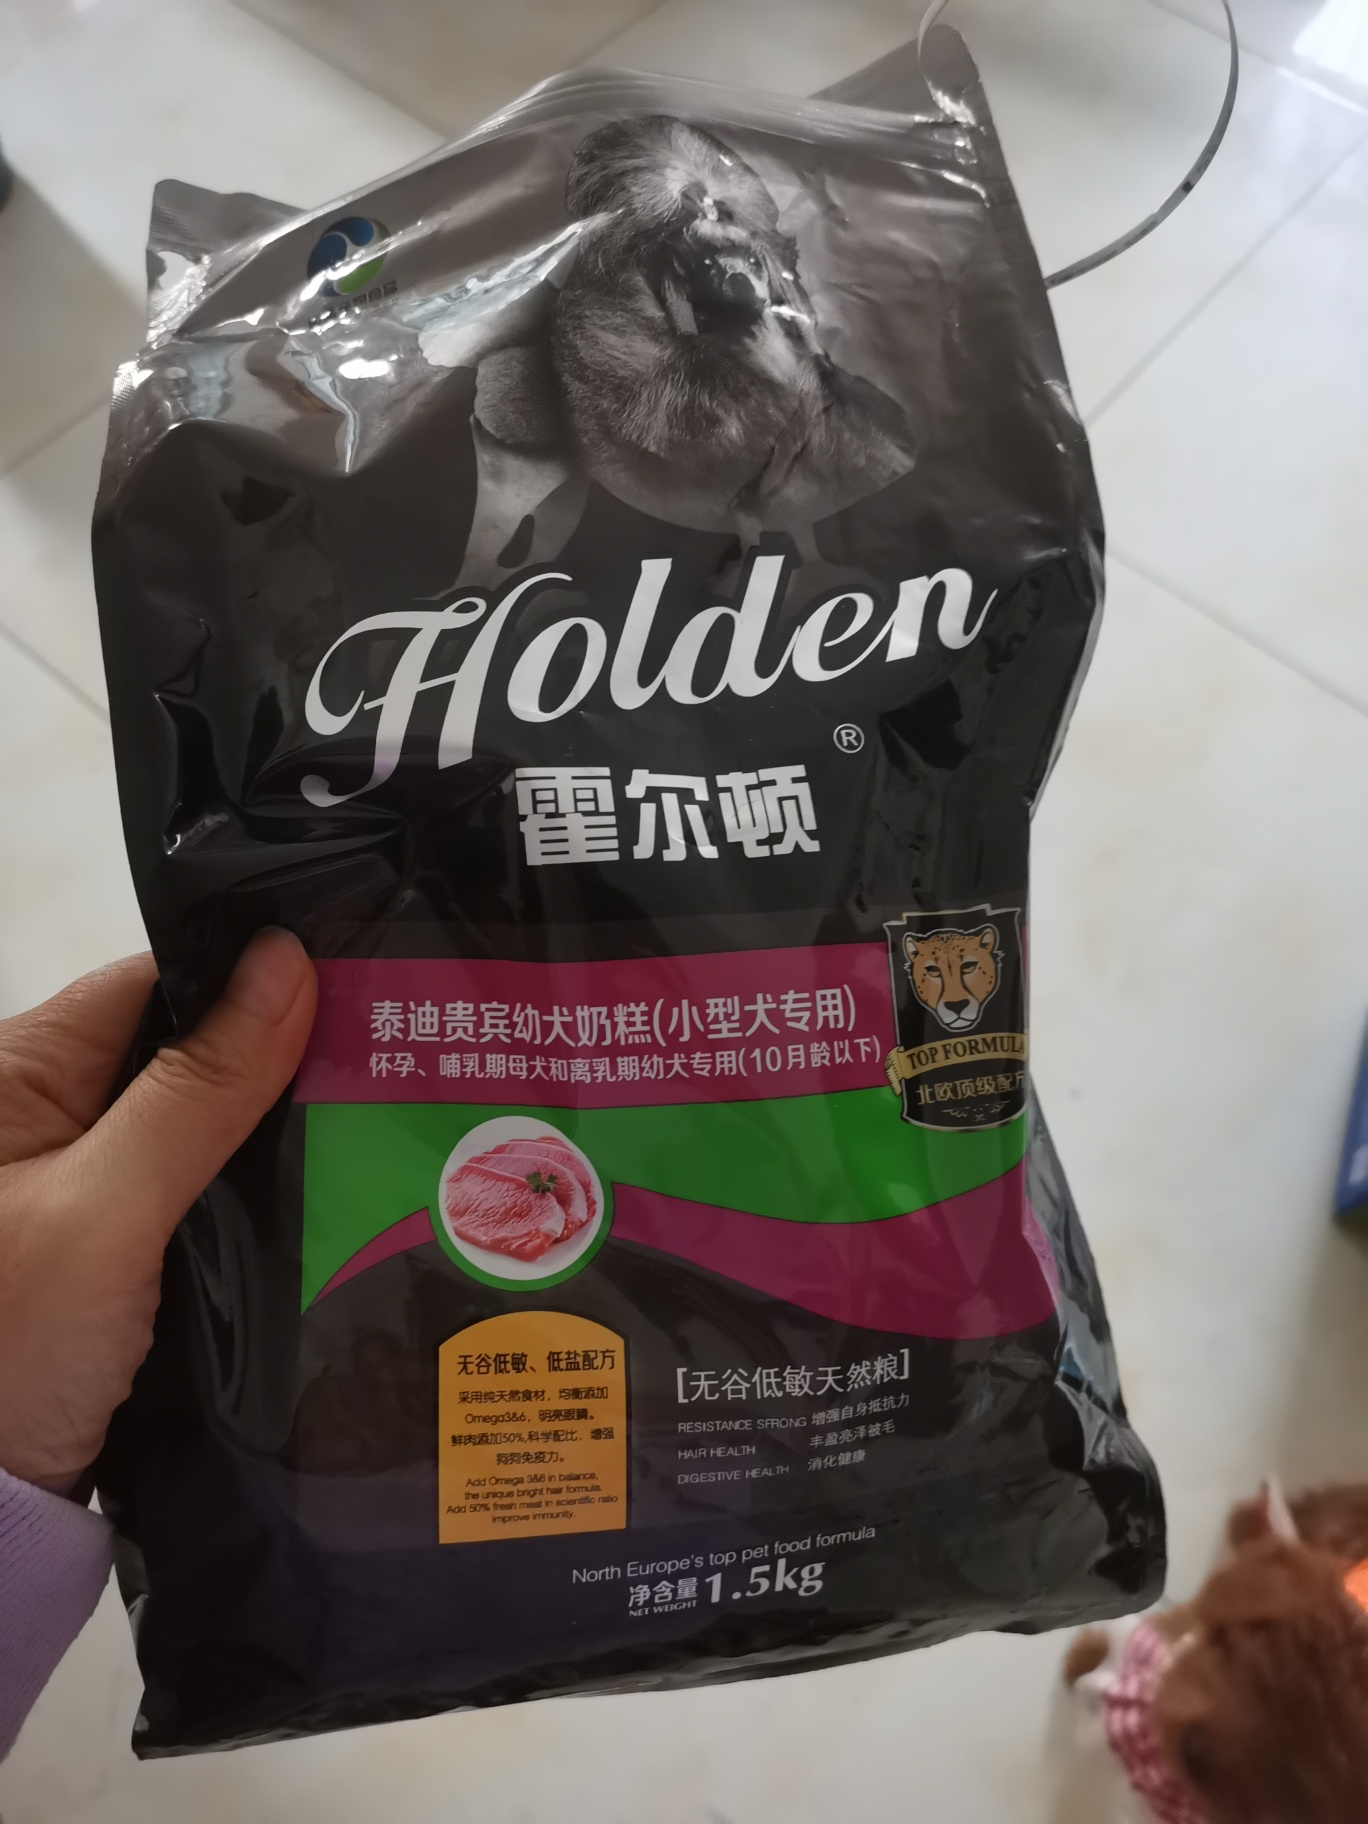 Holden
®
霍尔顿
泰迪贵宾幼犬奶糕(小型犬专用)
怀孕、哺乳期母犬和离乳期幼犬专用(10月龄以下)
TOP FORMULA
北欧顶级配方
无谷低敏、低盐配方
采用纯天然食材，均衡添加
Omega3&6，明亮眼睛。
鲜肉添加50%,科学配比，增强
狗狗免疫力。
Add Omega 3&6 in balance,
the unique bright hair formula.
Add 50% fresh meat in scientific ratio
improve immunity.
[无谷低敏天然粮]
RESISTANCE SFRONG 增强自身抵抗力
HAIR HEALTH 丰盈亮泽被毛
DIGESTIVE HEALTH 消化健康
North Europe's top pet food formula
净含量 1.5kg
NET WEIGHT